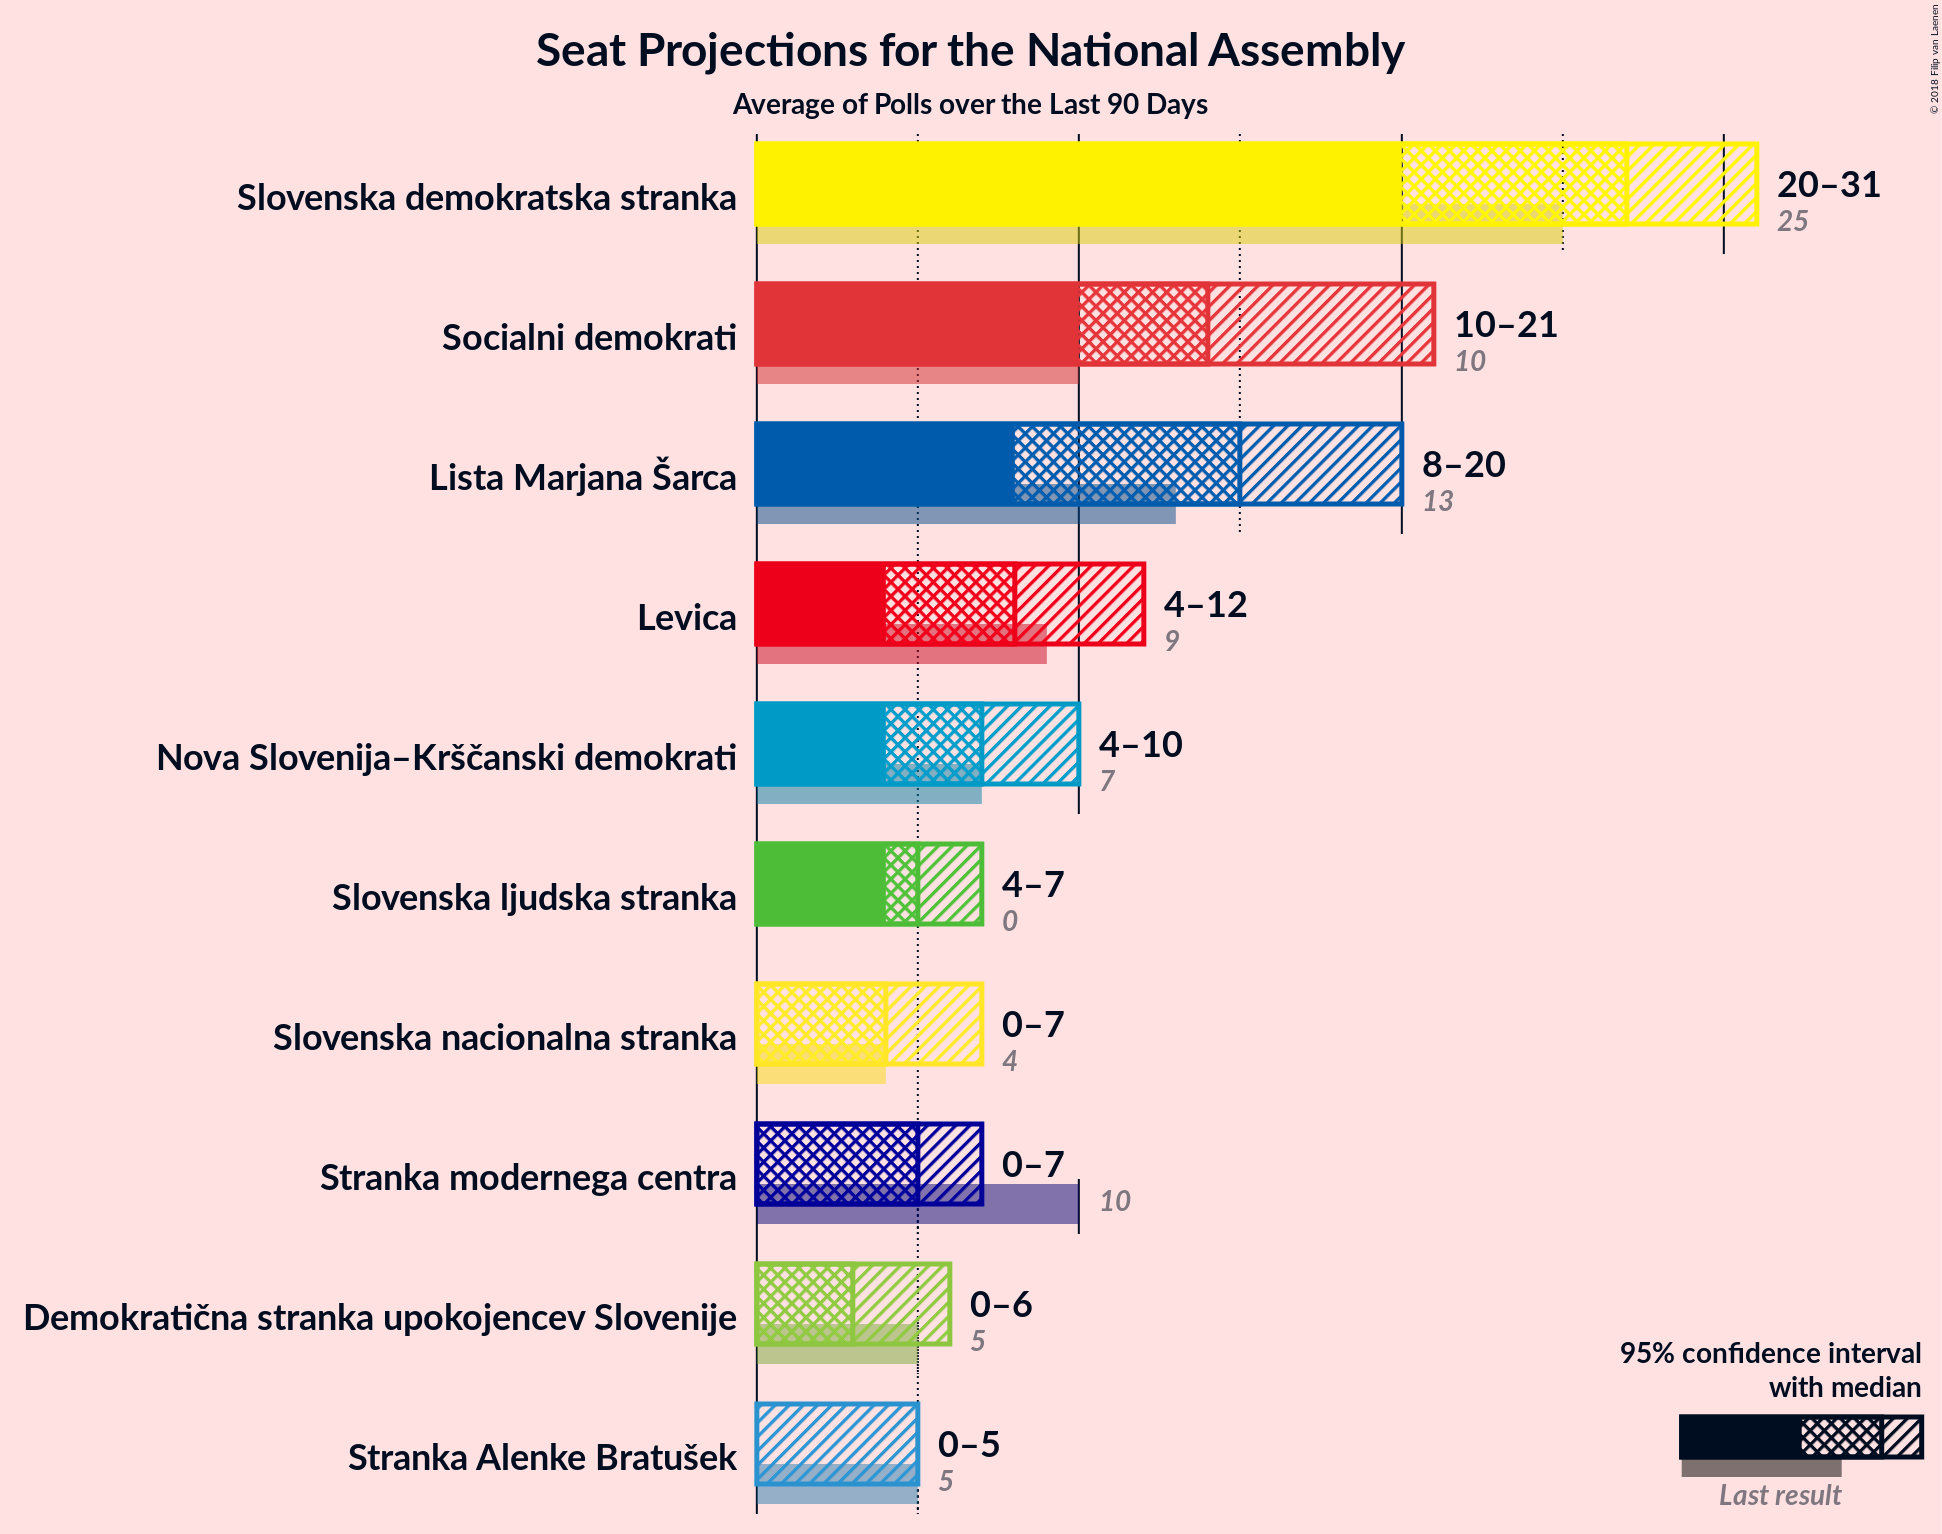 Seat Projections for the National Assembly
Average of Polls over the Last 90 Days
© 2018 Filip van Laenen
Slovenska demokratska stranka
20–31
25
Socialni demokrati
10–21
10
Lista Marjana Šarca
8–20
13
Levica
4–12
9
Nova Slovenija–Krščanski demokrati
4–10
7
Slovenska ljudska stranka
4–7
0
Slovenska nacionalna stranka
0–7
4
Stranka modernega centra
0–7
10
Demokratična stranka upokojencev Slovenije
0–6
5
Stranka Alenke Bratušek
0–5
5
95% confidence interval
with median
Last result